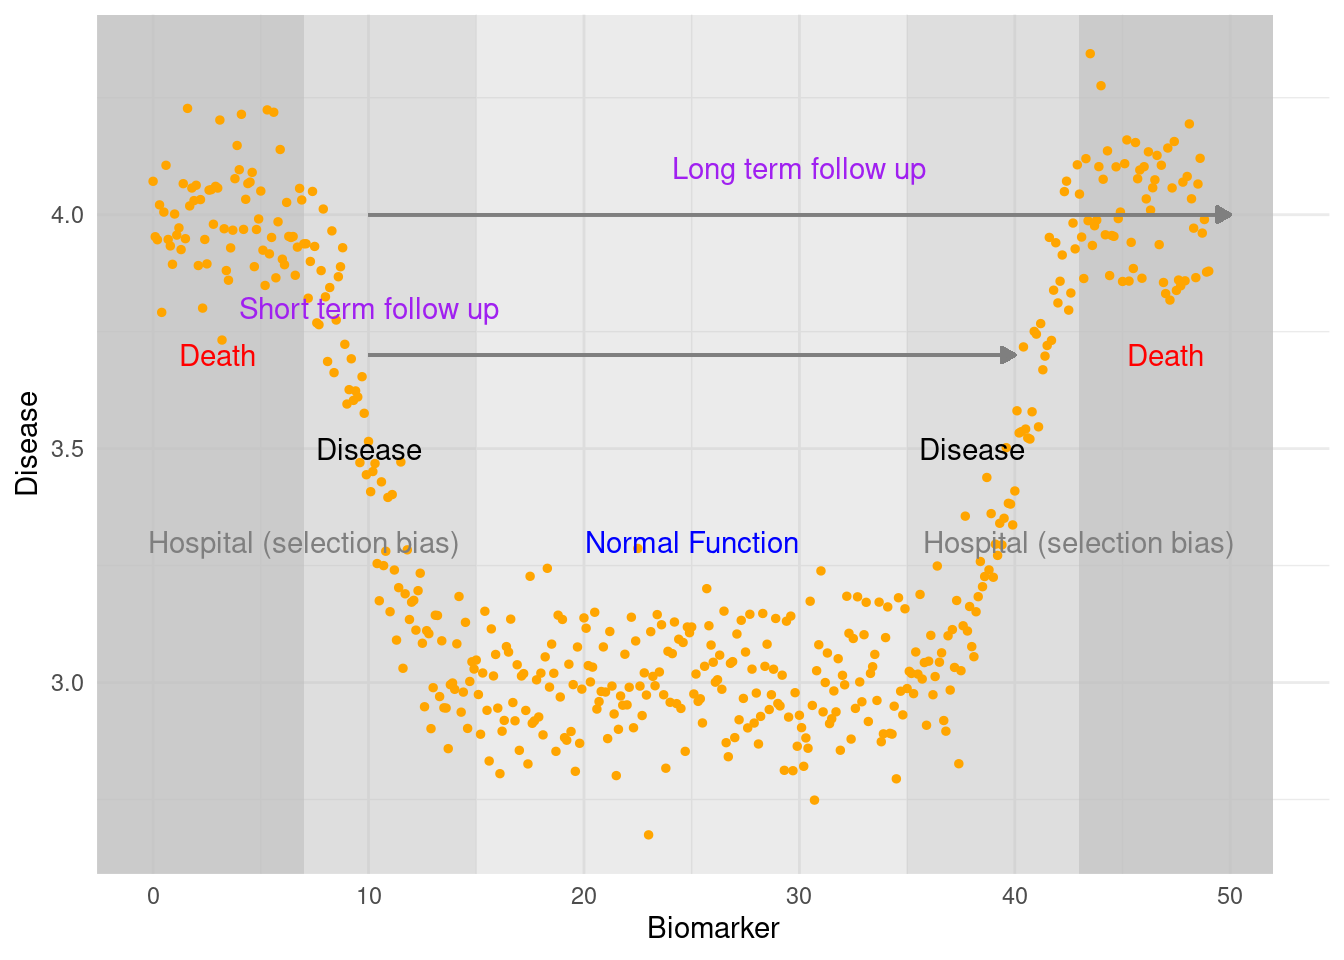 Long term follow up
4.0
Short term follow up
Death
Death
Disease
3.5
Disease
Disease
Hospital (selection bias)
Normal Function
Hospital (selection bias)
3.0
0 10 20 30 40 50
Biomarker